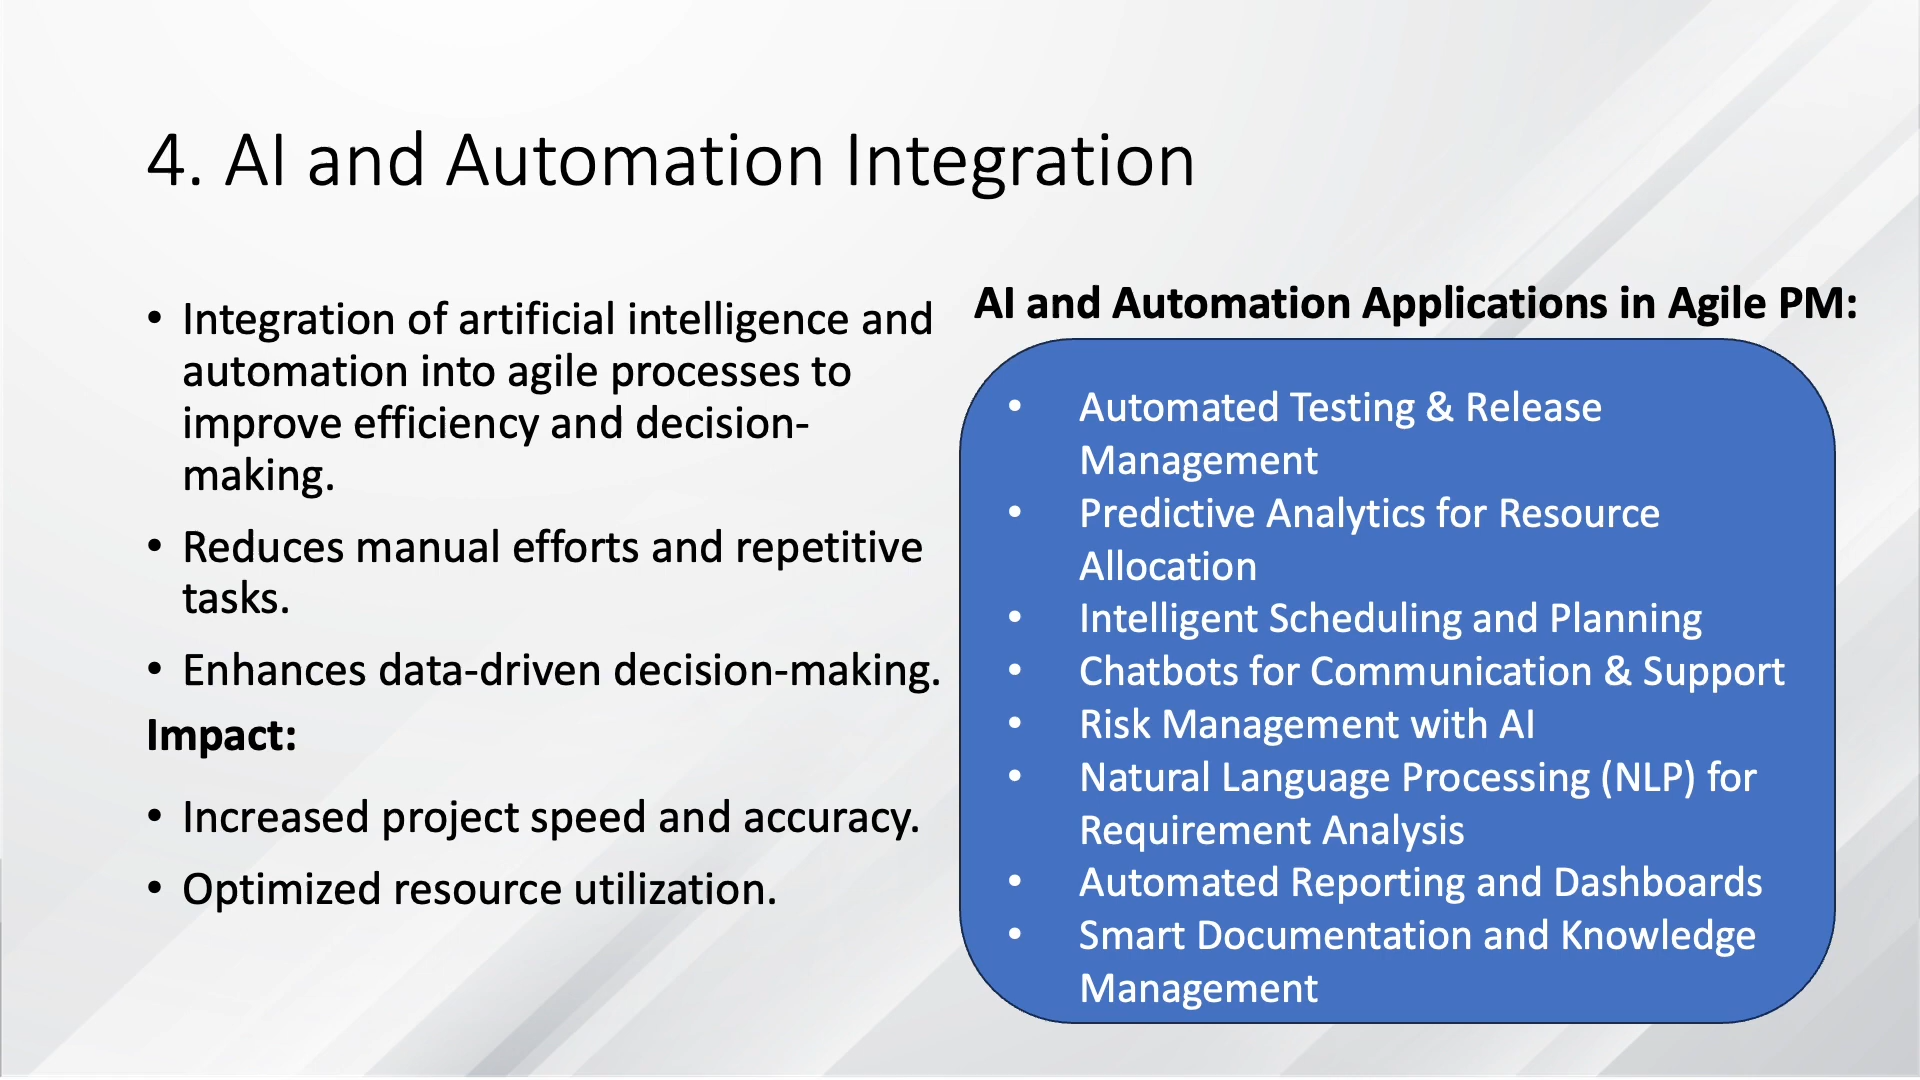 4. AI and Automation Integration
• Integration of artificial intelligence and
automation into agile processes to
improve efficiency and decision-
making.
• Reduces manual efforts and repetitive
tasks.
• Enhances data-driven decision-making.
Impact:
• Increased project speed and accuracy.
• Optimized resource utilization.
AI and Automation Applications in Agile PM:
• Automated Testing & Release
Management
• Predictive Analytics for Resource
Allocation
• Intelligent Scheduling and Planning
• Chatbots for Communication & Support
• Risk Management with AI
• Natural Language Processing (NLP) for
Requirement Analysis
• Automated Reporting and Dashboards
• Smart Documentation and Knowledge
Management